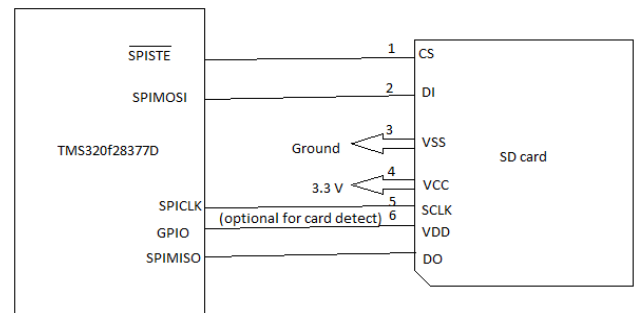 SPISTE
1
CS
SPIMOSI
2
DI
TMS320f28377D
Ground
3
VSS
SD card
3.3 V
4
VCC
SPICLK
5
SCLK
(optional for card detect)
6
GPIO
VDD
SPIMISO
DO